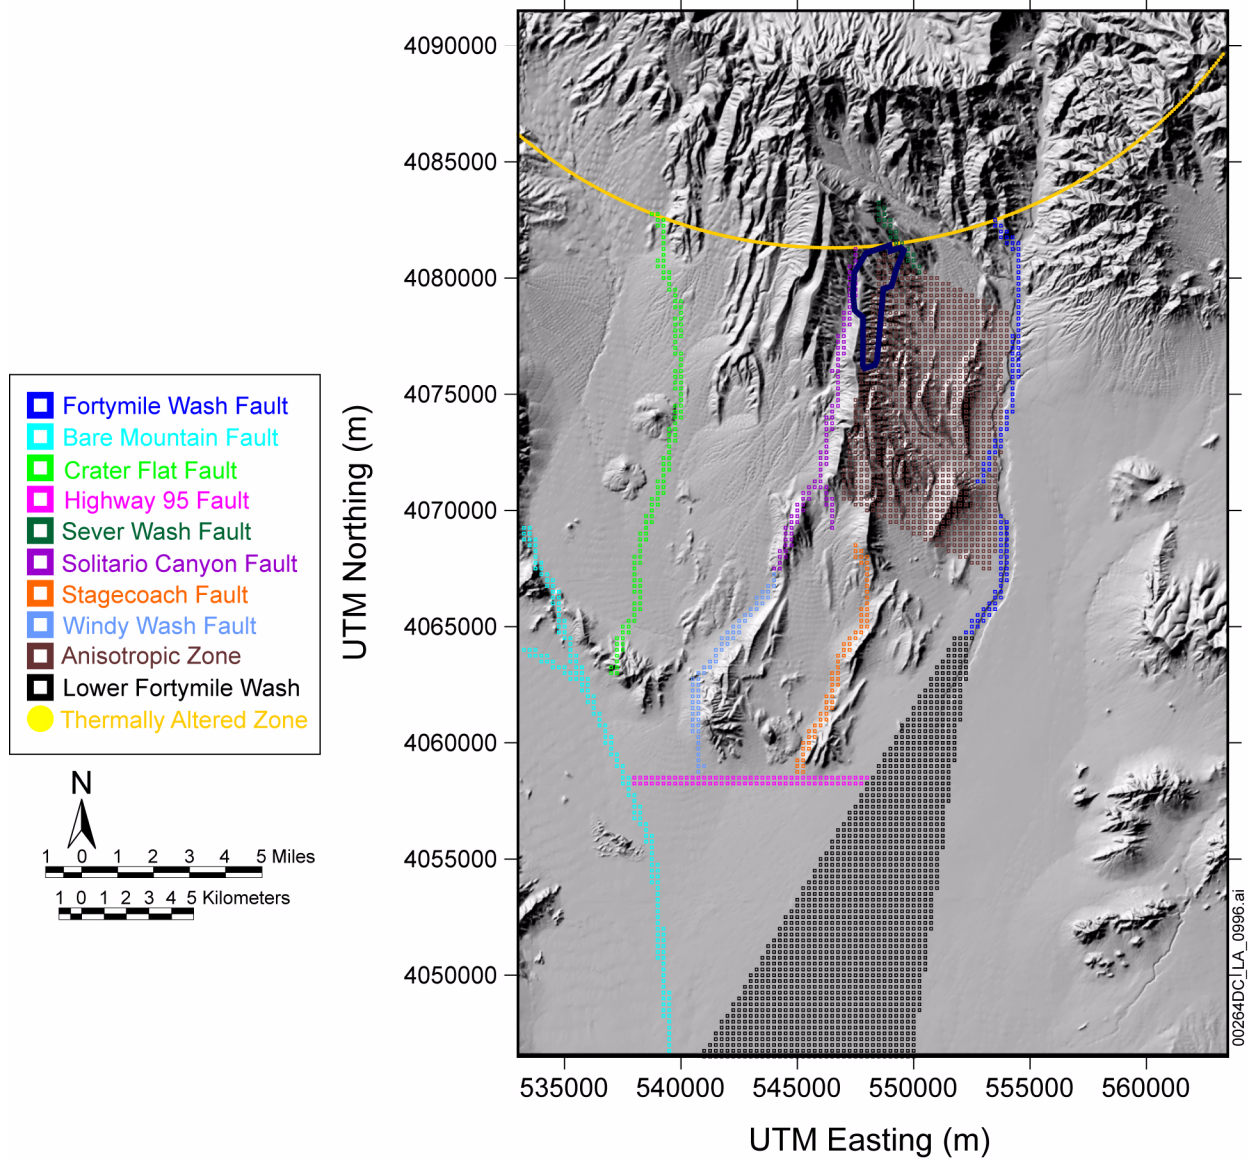 4090000
4085000
4080000
4075000
4070000
4065000
4060000
4055000
4050000
UTM Northing (m)
Fortymile Wash Fault
Bare Mountain Fault
Crater Flat Fault
Highway 95 Fault
Sever Wash Fault
Solitario Canyon Fault
Stagecoach Fault
Windy Wash Fault
Anisotropic Zone
Lower Fortymile Wash
Thermally Altered Zone
N
1 0 1 2 3 4 5 Miles
1 0 1 2 3 4 5 Kilometers
535000 540000 545000 550000 555000 560000
UTM Easting (m)
00264DC_LA_0996.ai